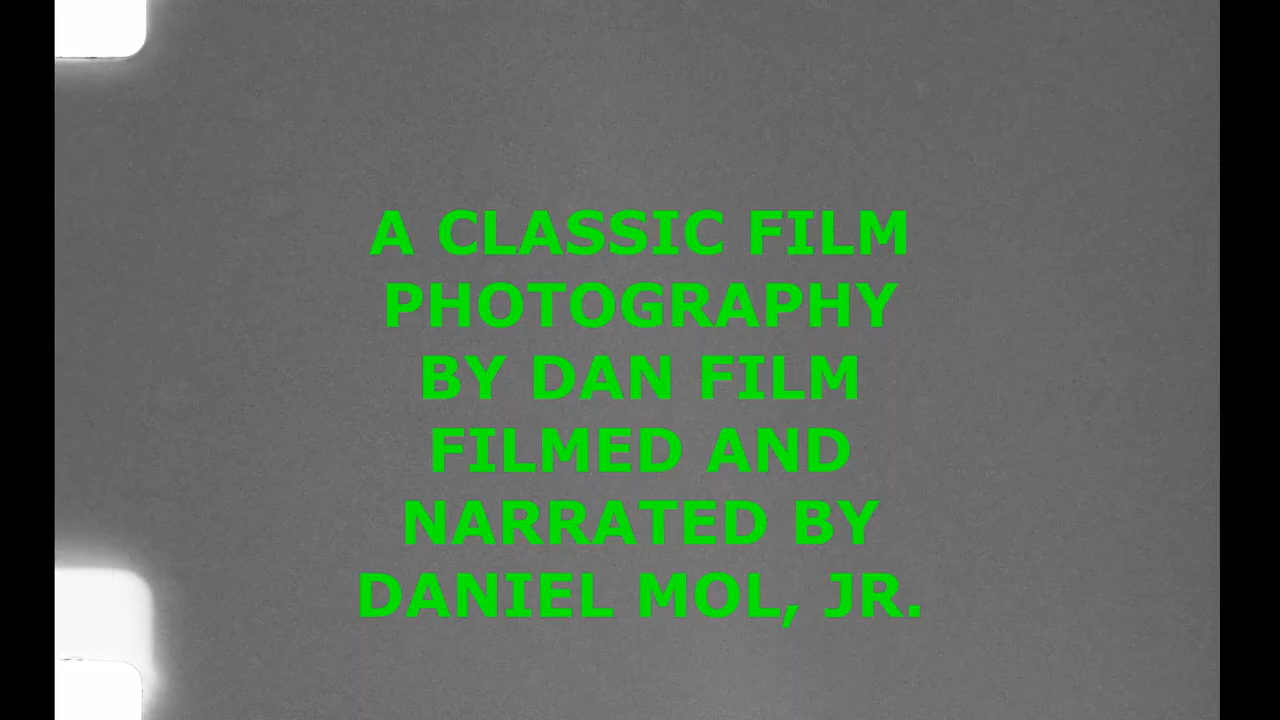 A CLASSIC FILM
PHOTOGRAPHY
BY DAN FILM
FILMED AND
NARRATED BY
DANIEL MOL, JR.